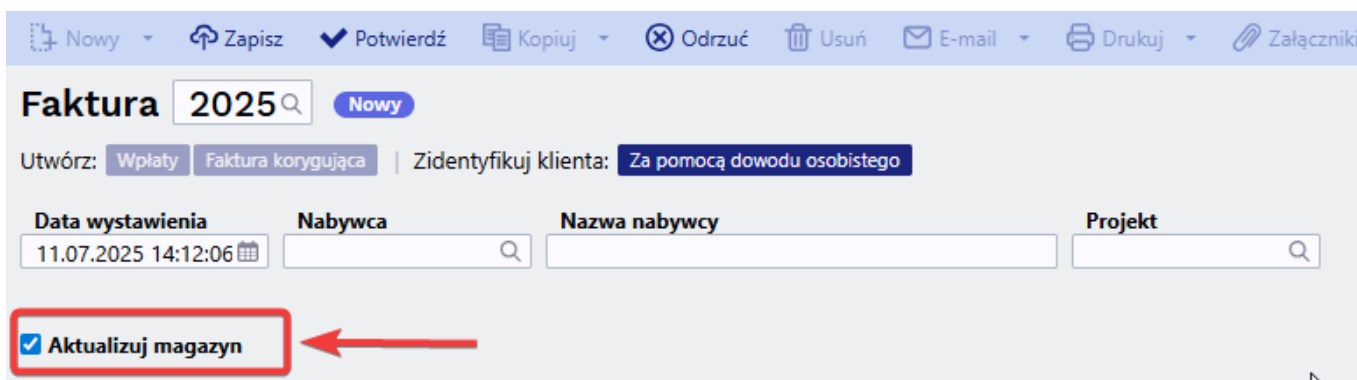 Nowy Zapisz Potwierdź Kopiuj Odrzuć Usuń E-mail Drukuj Załączniki
Faktura 2025 Nowy
Utwórz: Wpłaty Faktura korygująca | Zidentyfikuj klienta: Za pomocą dowodu osobistego
Data wystawienia Nabywca Nazwa nabywcy Projekt
11.07.2025 14:12:06
Aktualizuj magazyn